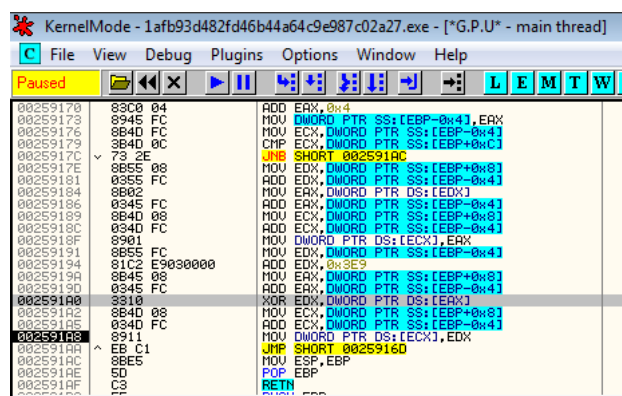 KernelMode - 1afb93d482fd46b44a64c9e987c02a27.exe - [*G.P.U* - main thread]
C File View Debug Plugins Options Window Help
Paused L E M T W
00259170 83C0 04 ADD EAX,0x4
00259173 8945 FC MOV DWORD PTR SS:[EBP-0x4],EAX
00259176 8B4D FC MOV ECX,DWORD PTR SS:[EBP-0x4]
00259179 3B4D 0C CMP ECX,DWORD PTR SS:[EBP+0xC]
0025917C 73 2E JNB SHORT 002591AC
0025917E 8B55 08 MOV EDX,DWORD PTR SS:[EBP+0x8]
00259181 0355 FC ADD EDX,DWORD PTR SS:[EBP-0x4]
00259184 8B02 MOV EAX,DWORD PTR DS:[EDX]
00259186 0345 FC ADD EAX,DWORD PTR SS:[EBP-0x4]
00259189 8B4D 08 MOV ECX,DWORD PTR SS:[EBP+0x8]
0025918C 034D FC ADD ECX,DWORD PTR SS:[EBP-0x4]
0025918F 8901 MOV DWORD PTR DS:[ECX],EAX
00259191 8B55 FC MOV EDX,DWORD PTR SS:[EBP-0x4]
00259194 81C2 E9030000 ADD EDX,0x3E9
0025919A 8B45 08 MOV EAX,DWORD PTR SS:[EBP+0x8]
0025919D 0345 FC ADD EAX,DWORD PTR SS:[EBP-0x4]
002591A0 3310 XOR EDX,DWORD PTR DS:[EAX]
002591A2 8B4D 08 MOV ECX,DWORD PTR SS:[EBP+0x8]
002591A5 034D FC ADD ECX,DWORD PTR SS:[EBP-0x4]
002591A8 8911 MOV DWORD PTR DS:[ECX],EDX
002591AA EB C1 JMP SHORT 0025916D
002591AC 8BE5 MOV ESP,EBP
002591AE 5D POP EBP
002591AF C3 RETN